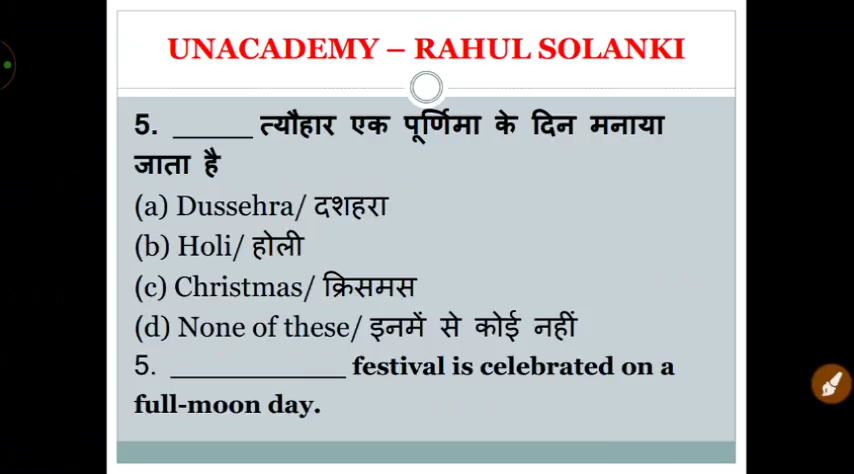 UNACADEMY – RAHUL SOLANKI
5. _____ त्यौहार एक पूर्णिमा के दिन मनाया
जाता है
(a) Dussehra/ दशहरा
(b) Holi/ होली
(c) Christmas/ क्रिसमस
(d) None of these/ इनमें से कोई नहीं
5. ____________ festival is celebrated on a
full-moon day.